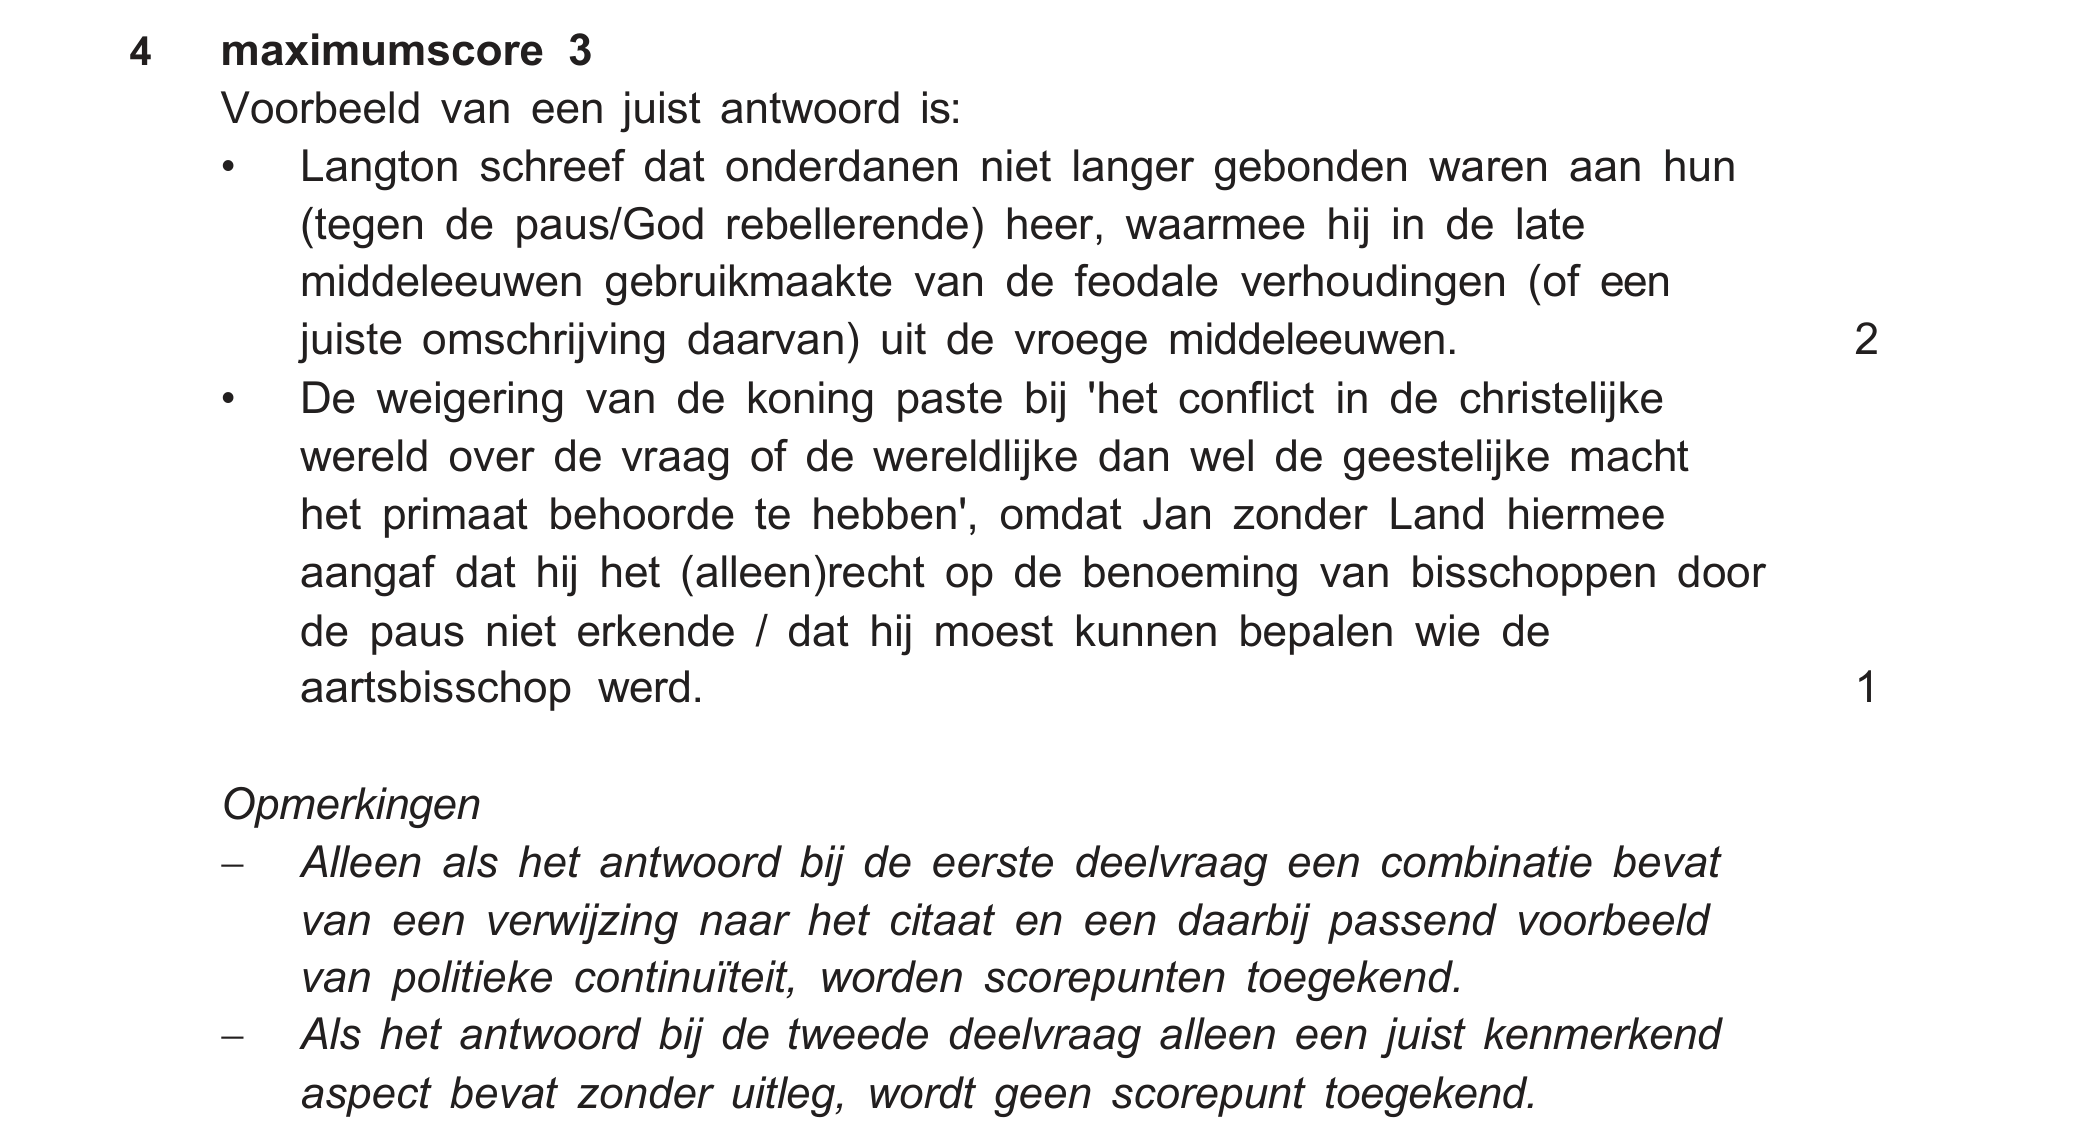 4 maximumscore 3
Voorbeeld van een juist antwoord is:
• Langton schreef dat onderdanen niet langer gebonden waren aan hun
(tegen de paus/God rebellerende) heer, waarmee hij in de late
middeleeuwen gebruikmaakte van de feodale verhoudingen (of een
juiste omschrijving daarvan) uit de vroege middeleeuwen. 2
• De weigering van de koning paste bij 'het conflict in de christelijke
wereld over de vraag of de wereldlijke dan wel de geestelijke macht
het primaat behoorde te hebben', omdat Jan zonder Land hiermee
aangaf dat hij het (alleen)recht op de benoeming van bisschoppen door
de paus niet erkende / dat hij moest kunnen bepalen wie de
aartsbisschop werd. 1
Opmerkingen
− Alleen als het antwoord bij de eerste deelvraag een combinatie bevat
van een verwijzing naar het citaat en een daarbij passend voorbeeld
van politieke continuïteit, worden scorepunten toegekend.
− Als het antwoord bij de tweede deelvraag alleen een juist kenmerkend
aspect bevat zonder uitleg, wordt geen scorepunt toegekend.